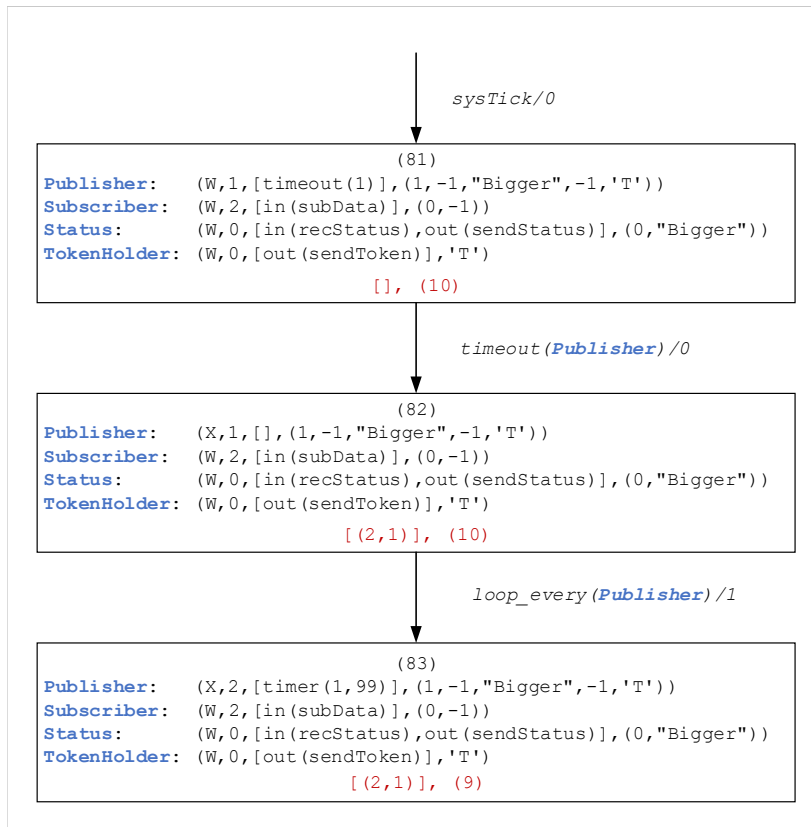 sysTick/0
(81)
Publisher: (W,1,[timeout(1)],(1,-1,"Bigger",-1,'T'))
Subscriber: (W,2,[in(subData)],(0,-1))
Status: (W,0,[in(recStatus),out(sendStatus)],(0,"Bigger"))
TokenHolder: (W,0,[out(sendToken)],'T')
[], (10)
timeout(Publisher)/0
(82)
Publisher: (X,1,[],(1,-1,"Bigger",-1,'T'))
Subscriber: (W,2,[in(subData)],(0,-1))
Status: (W,0,[in(recStatus),out(sendStatus)],(0,"Bigger"))
TokenHolder: (W,0,[out(sendToken)],'T')
[(2,1)], (10)
loop_every(Publisher)/1
(83)
Publisher: (X,2,[timer(1,99)],(1,-1,"Bigger",-1,'T'))
Subscriber: (W,2,[in(subData)],(0,-1))
Status: (W,0,[in(recStatus),out(sendStatus)],(0,"Bigger"))
TokenHolder: (W,0,[out(sendToken)],'T')
[(2,1)], (9)